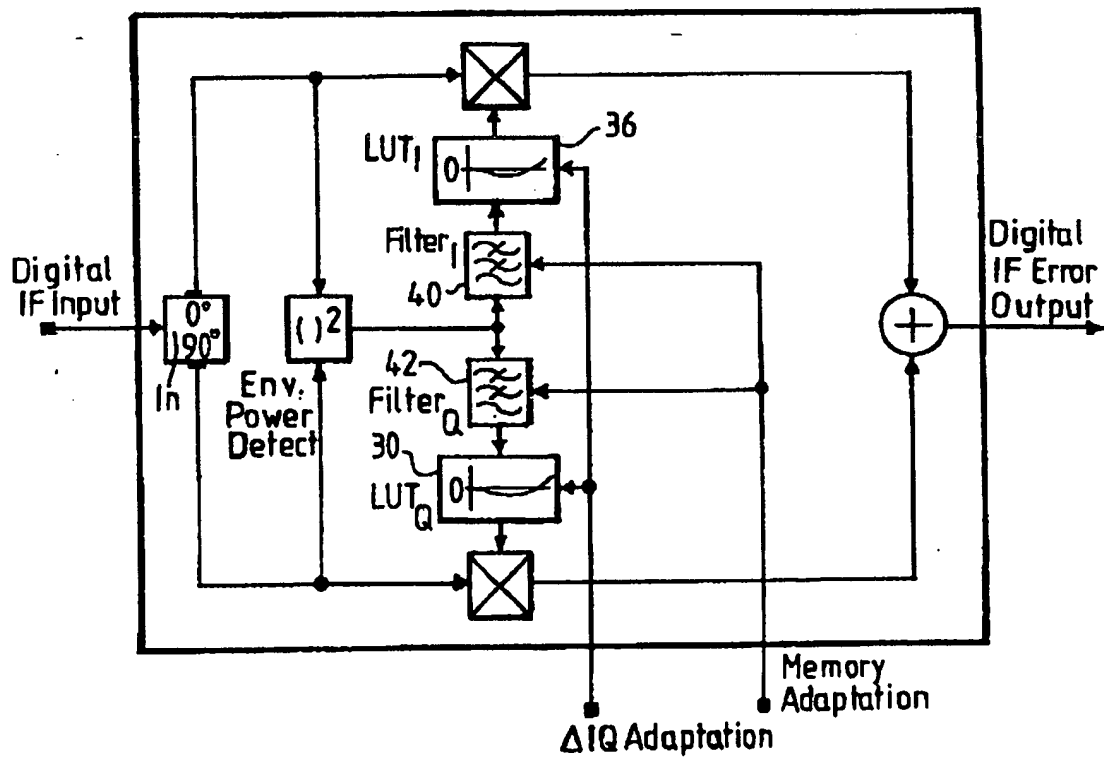 LUT_I
0
36
Filter_I
40
Digital
IF Input
0°
)90°
In
( )²
Env.
Power
Detect
42
Filter_Q
30
0
LUT_Q
+
Digital
IF Error
Output
Memory
Adaptation
ΔIQ Adaptation